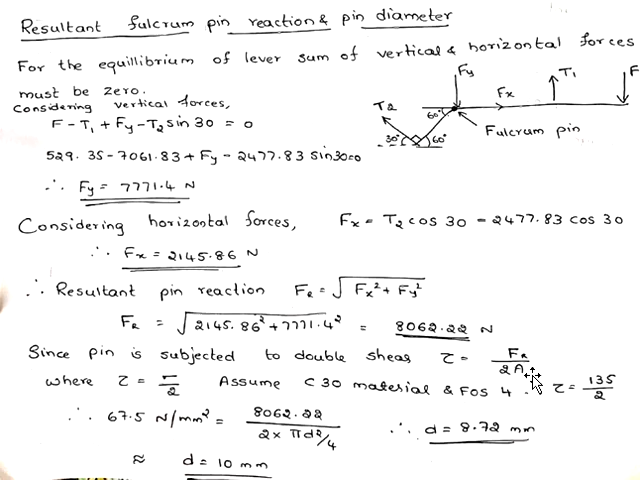 Resultant fulcrum pin reaction & pin diameter
For the equillibrium of lever sum of vertical & horizontal forces
must be zero.
Considering vertical forces,
F - T₁ + Fy - T₂ sin 30 = 0
529.35 - 7061.83 + Fy - 2477.83 sin 30=0
∴ Fy = 7771.4 N
Fy
Fx
T₁
F
T₂
60°
30°
60°
Fulcrum pin
Considering horizontal forces, Fx = T₂ cos 30 = 2477.83 cos 30
∴ Fx = 2145.86 N
∴ Resultant pin reaction F_R = √Fx² + Fy²
F_R = √2145.86² + 7771.4² = 8062.22 N
Since pin is subjected to double shear τ = F_R / 2A
where τ = σ/2 Assume C30 material & FOS 4. τ = 135/2
∴ 67.5 N/mm² = 8062.22 / 2 × πd²/4 ∴ d = 8.72 mm
≈ d = 10 mm